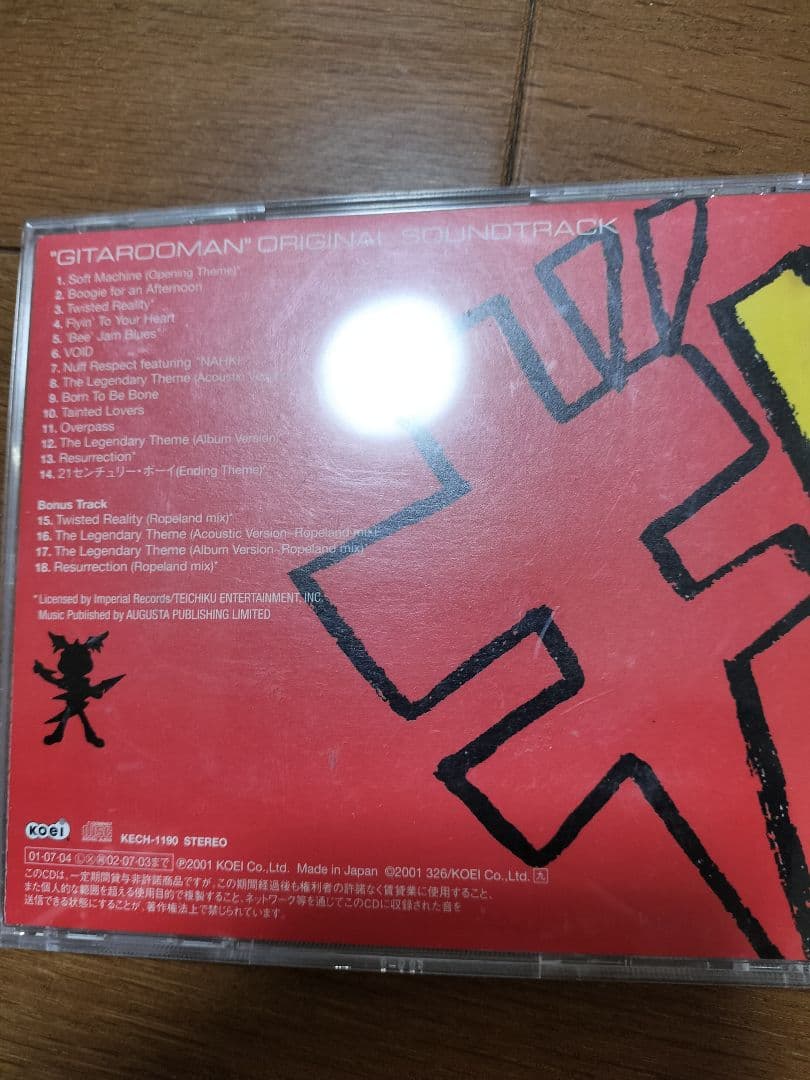 "GITAROOMAN" ORIGINAL SOUNDTRACK
1. Soft Machine (Opening Theme)*
2. Boogie for an Afternoon
3. Twisted Reality*
4. Flyin' To Your Heart
5. 'Bee' Jam Blues*
6. VOID
7. Nuff Respect featuring "NAHKI"
8. The Legendary Theme (Acoustic
9. Born To Be Bone
10. Tainted Lovers
11. Overpass
12. The Legendary Theme (Album Version)*
13. Resurrection*
14. 21センチュリー・ボーイ(Ending Theme)*
Bonus Track
15. Twisted Reality (Ropeland mix)*
16. The Legendary Theme (Acoustic Version-Ropeland mix)
17. The Legendary Theme (Album Version-Ropeland mix)
18. Resurrection (Ropeland mix)*
* Licensed by Imperial Records/TEICHIKU ENTERTAINMENT, INC.
Music Published by AUGUSTA PUBLISHING LIMITED
KOEI KECH-1190 STEREO
01・07・04 Ⓛ Ⓧ 02・07・03まで ℗2001 KOEI Co.,Ltd. Made in Japan ©2001 326/KOEI Co.,Ltd. 九
このCDは、一定期間貸与非許諾商品ですが、この期間経過後も権利者の許諾なく賃貸業に使用すること、
また個人的な範囲を超える使用目的で複製すること、ネットワーク等を通じてこのCDに収録された音を
送信できる状態にすることが、著作権法上で禁じられています。